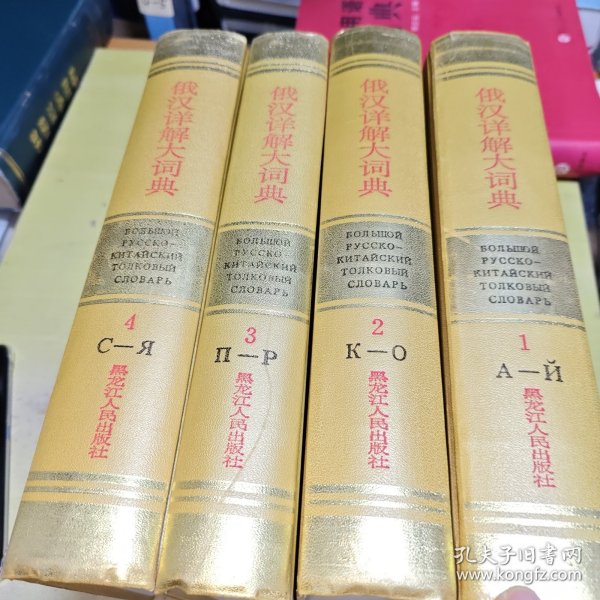 俄汉详解大词典
БОЛЬШОЙ
РУССКО-
КИТАЙСКИЙ
ТОЛКОВЫЙ
СЛОВАРЬ
4
С—Я
黑龙江人民出版社
俄汉详解大词典
БОЛЬШОЙ
РУССКО-
КИТАЙСКИЙ
ТОЛКОВЫЙ
СЛОВАРЬ
3
П—Р
黑龙江人民出版社
俄汉详解大词典
БОЛЬШОЙ
РУССКО-
КИТАЙСКИЙ
ТОЛКОВЫЙ
СЛОВАРЬ
2
К—О
黑龙江人民出版社
俄汉详解大词典
БОЛЬШОЙ
РУССКО-
КИТАЙСКИЙ
ТОЛКОВЫЙ
СЛОВАРЬ
1
А—Й
黑龙江人民出版社
孔夫子旧书网
www.kongfz.com